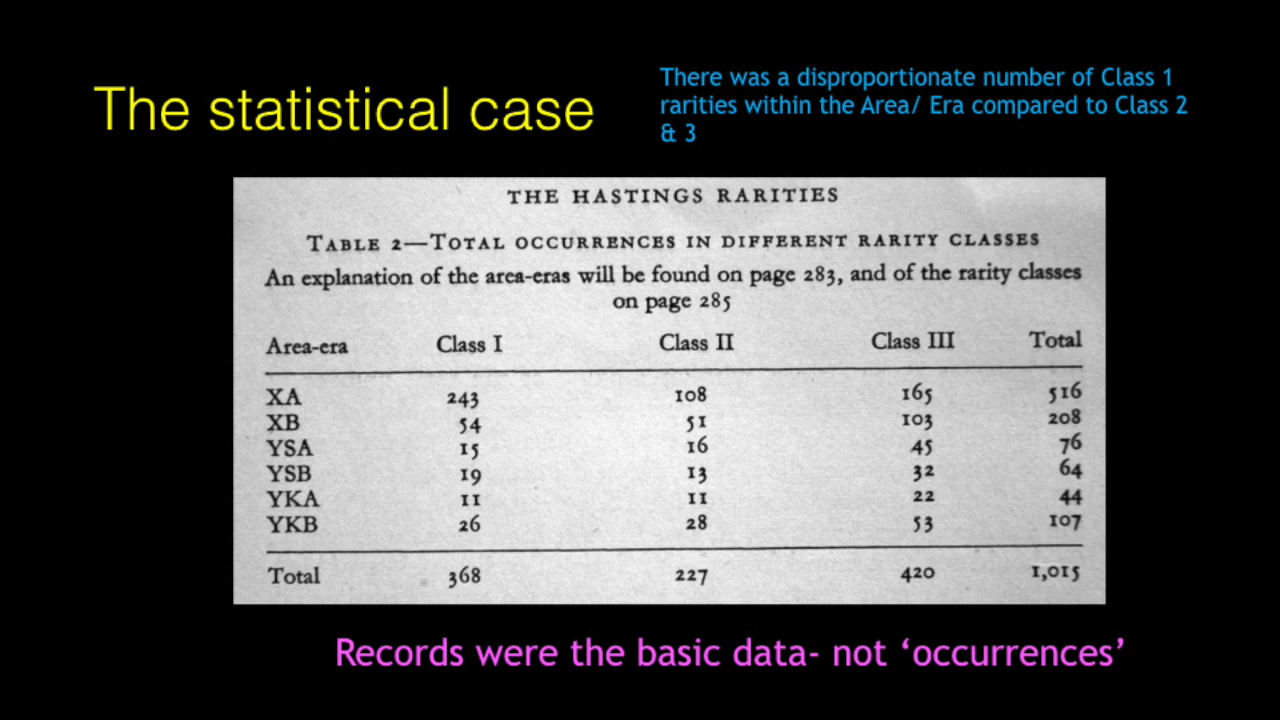 The statistical case
There was a disproportionate number of Class 1
rarities within the Area/ Era compared to Class 2
& 3
THE HASTINGS RARITIES
TABLE 2—TOTAL OCCURRENCES IN DIFFERENT RARITY CLASSES
An explanation of the area-eras will be found on page 283, and of the rarity classes
on page 285
Area-era Class I Class II Class III Total
XA 243 108 165 516
XB 54 51 103 208
YSA 15 16 45 76
YSB 19 13 32 64
YKA 11 11 22 44
YKB 26 28 53 107
Total 368 227 420 1,015
Records were the basic data- not ‘occurrences’